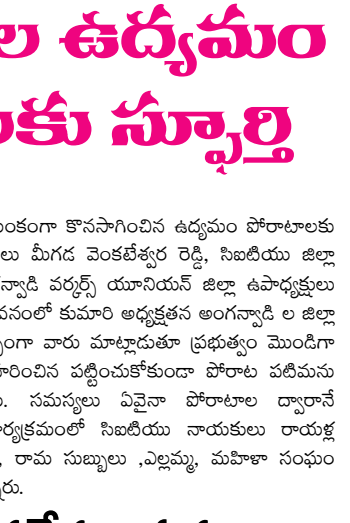 ల ఉద్యమం
లకు స్ఫూర్తి
కొనసాగించిన ఉద్యమం పోరాటాలకు
లు మీగడ వెంకటేశ్వర రెడ్డి, సిఐటియు జిల్లా
న్వాడి వర్కర్స్ యూనియన్ జిల్లా ఉపాధ్యక్షులు
వనంలో కుమారి అధ్యక్షతన అంగన్వాడి ల జిల్లా
వారు మాట్లాడుతూ ప్రభుత్వం మొండిగా
పట్టించుకోకుండా పోరాట పటిమను
. సమస్యలు ఏవైనా పోరాటాల ద్వారానే
ర్యక్రమంలో సిఐటియు నాయకులు రాయళ్ల
, రామ సుబ్బులు ,ఎల్లమ్మ, మహిళా సంఘం
రు.